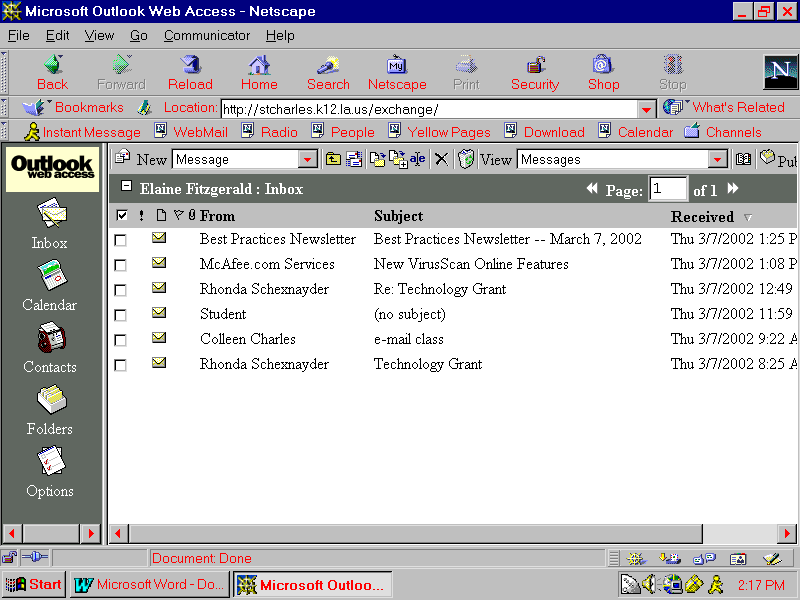 Microsoft Outlook Web Access - Netscape
File Edit View Go Communicator Help
Back Forward Reload Home Search Netscape Print Security Shop Stop
My
N
Bookmarks Location: http://stcharles.k12.la.us/exchange/ What's Related
Instant Message WebMail Radio People Yellow Pages Download Calendar Channels
Outlook
web access
New Message View Messages Pu
Elaine Fitzgerald : Inbox Page: 1 of 1
! From Subject Received
Best Practices Newsletter Best Practices Newsletter -- March 7, 2002 Thu 3/7/2002 1:25 P
McAfee.com Services New VirusScan Online Features Thu 3/7/2002 1:08 P
Rhonda Schexnayder Re: Technology Grant Thu 3/7/2002 12:49
Student (no subject) Thu 3/7/2002 11:59
Colleen Charles e-mail class Thu 3/7/2002 9:22 A
Rhonda Schexnayder Technology Grant Thu 3/7/2002 8:25 A
Inbox
Calendar
Contacts
Folders
Options
Document: Done
Start Microsoft Word - Do... Microsoft Outloo... 2:17 PM